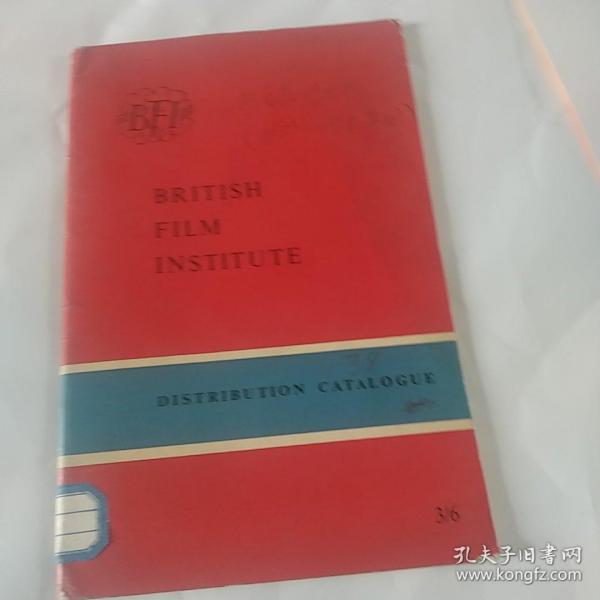 BFI
BRITISH
FILM
INSTITUTE
DISTRIBUTION CATALOGUE
3/6
孔夫子旧书网
www.kongfz.com